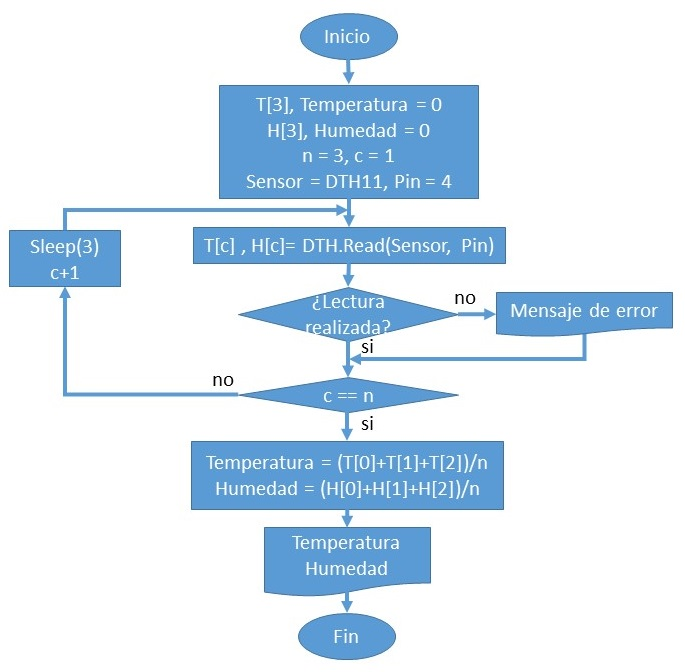 Inicio
T[3], Temperatura = 0
H[3], Humedad = 0
n = 3, c = 1
Sensor = DTH11, Pin = 4
Sleep(3)
c+1
T[c] , H[c]= DTH.Read(Sensor, Pin)
¿Lectura
realizada?
no
Mensaje de error
si
no
c == n
si
Temperatura = (T[0]+T[1]+T[2])/n
Humedad = (H[0]+H[1]+H[2])/n
Temperatura
Humedad
Fin